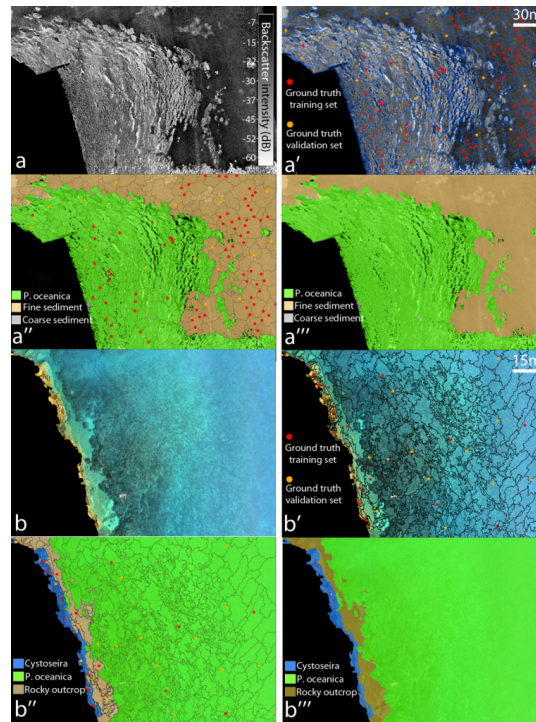 -7
-15
-22
-26
-31
-37
-45
-60
Backscatter Intensity (dB)
a
30m
Ground truth
training set
Ground truth
validation set
a'
P. oceanica
Fine sediment
Coarse sediment
a''
P. oceanica
Fine sediment
Coarse sediment
a'''
b
15m
Ground truth
training set
Ground truth
validation set
b'
Cystoseira
P. oceanica
Rocky outcrop
b''
Cystoseira
P. oceanica
Rocky outcrop
b'''